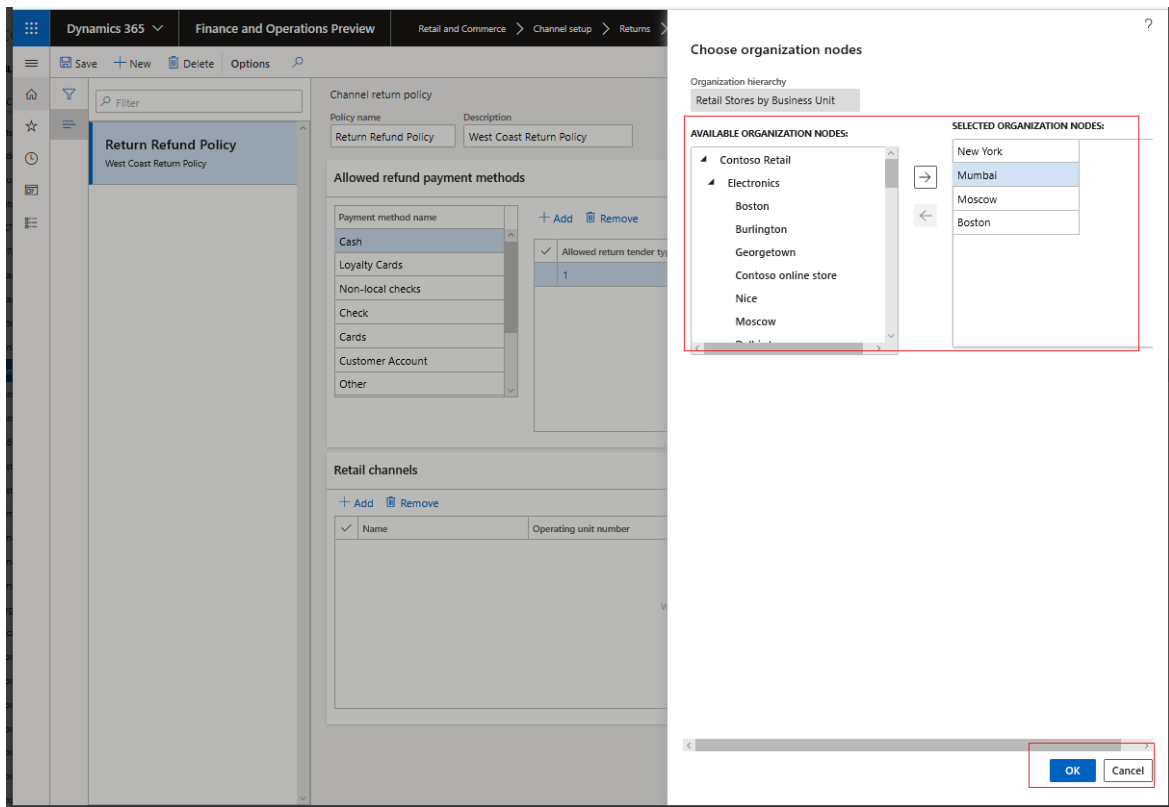 Dynamics 365
Finance and Operations Preview
Retail and Commerce > Channel setup > Returns >
Save
New
Delete
Options
Filter
Return Refund Policy
West Coast Return Policy
Channel return policy
Policy name
Description
Return Refund Policy
West Coast Return Policy
Allowed refund payment methods
Payment method name
Cash
Loyalty Cards
Non-local checks
Check
Cards
Customer Account
Other
Add
Remove
Allowed return tender ty
1
Retail channels
Add
Remove
Name
Operating unit number
?
Choose organization nodes
Organization hierarchy
Retail Stores by Business Unit
AVAILABLE ORGANIZATION NODES:
Contoso Retail
Electronics
Boston
Burlington
Georgetown
Contoso online store
Nice
Moscow
SELECTED ORGANIZATION NODES:
New York
Mumbai
Moscow
Boston
OK
Cancel